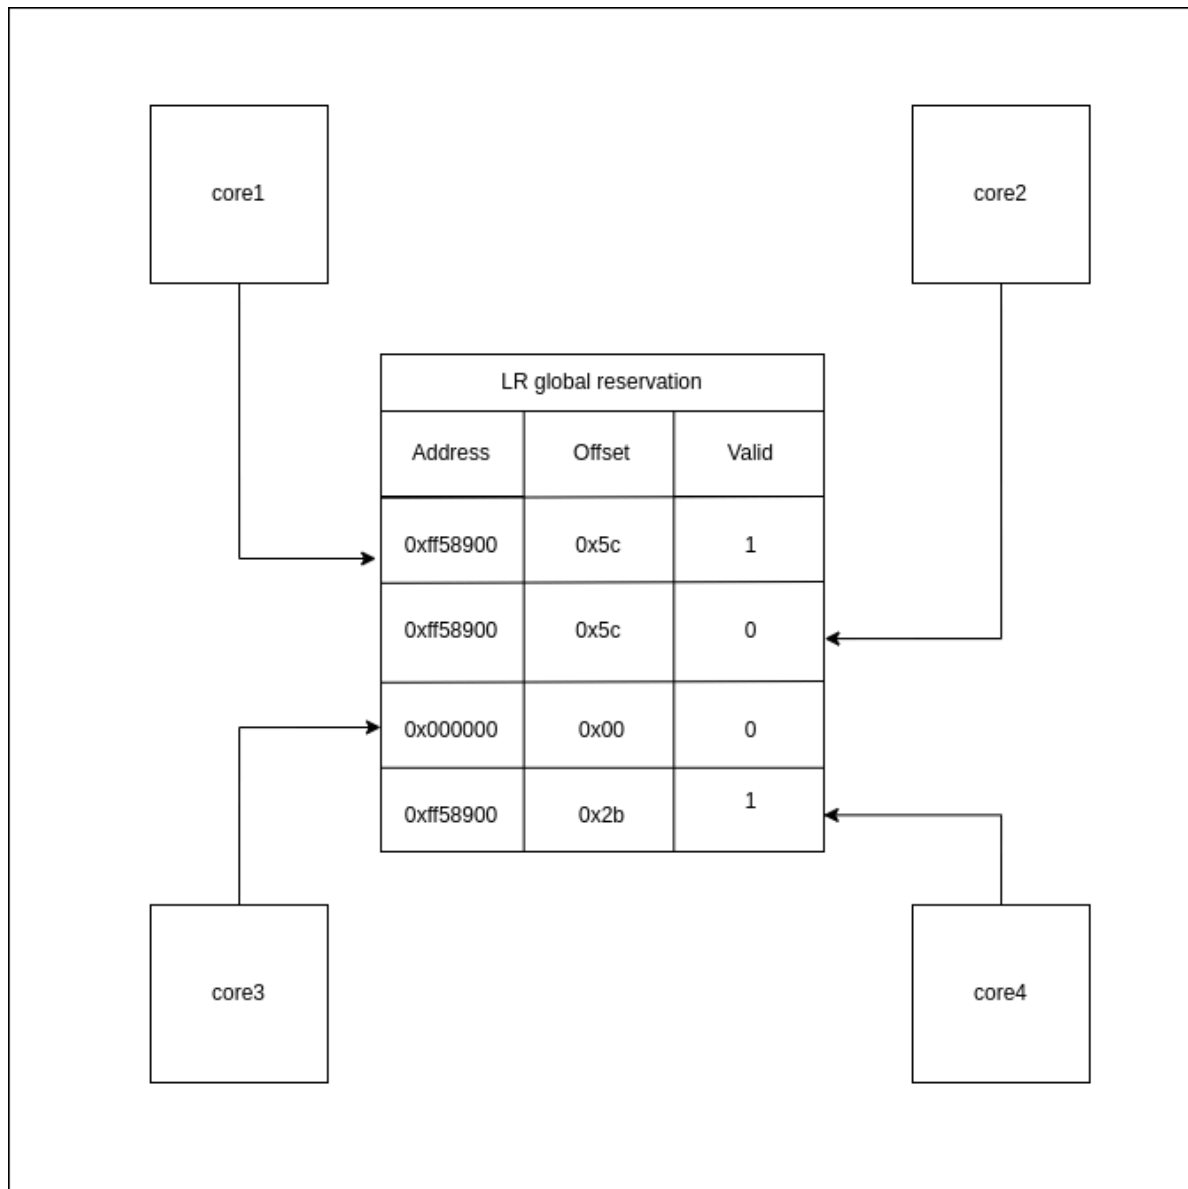 core1
core2
LR global reservation
Address Offset Valid
0xff58900 0x5c 1
0xff58900 0x5c 0
0x000000 0x00 0
0xff58900 0x2b 1
core3
core4